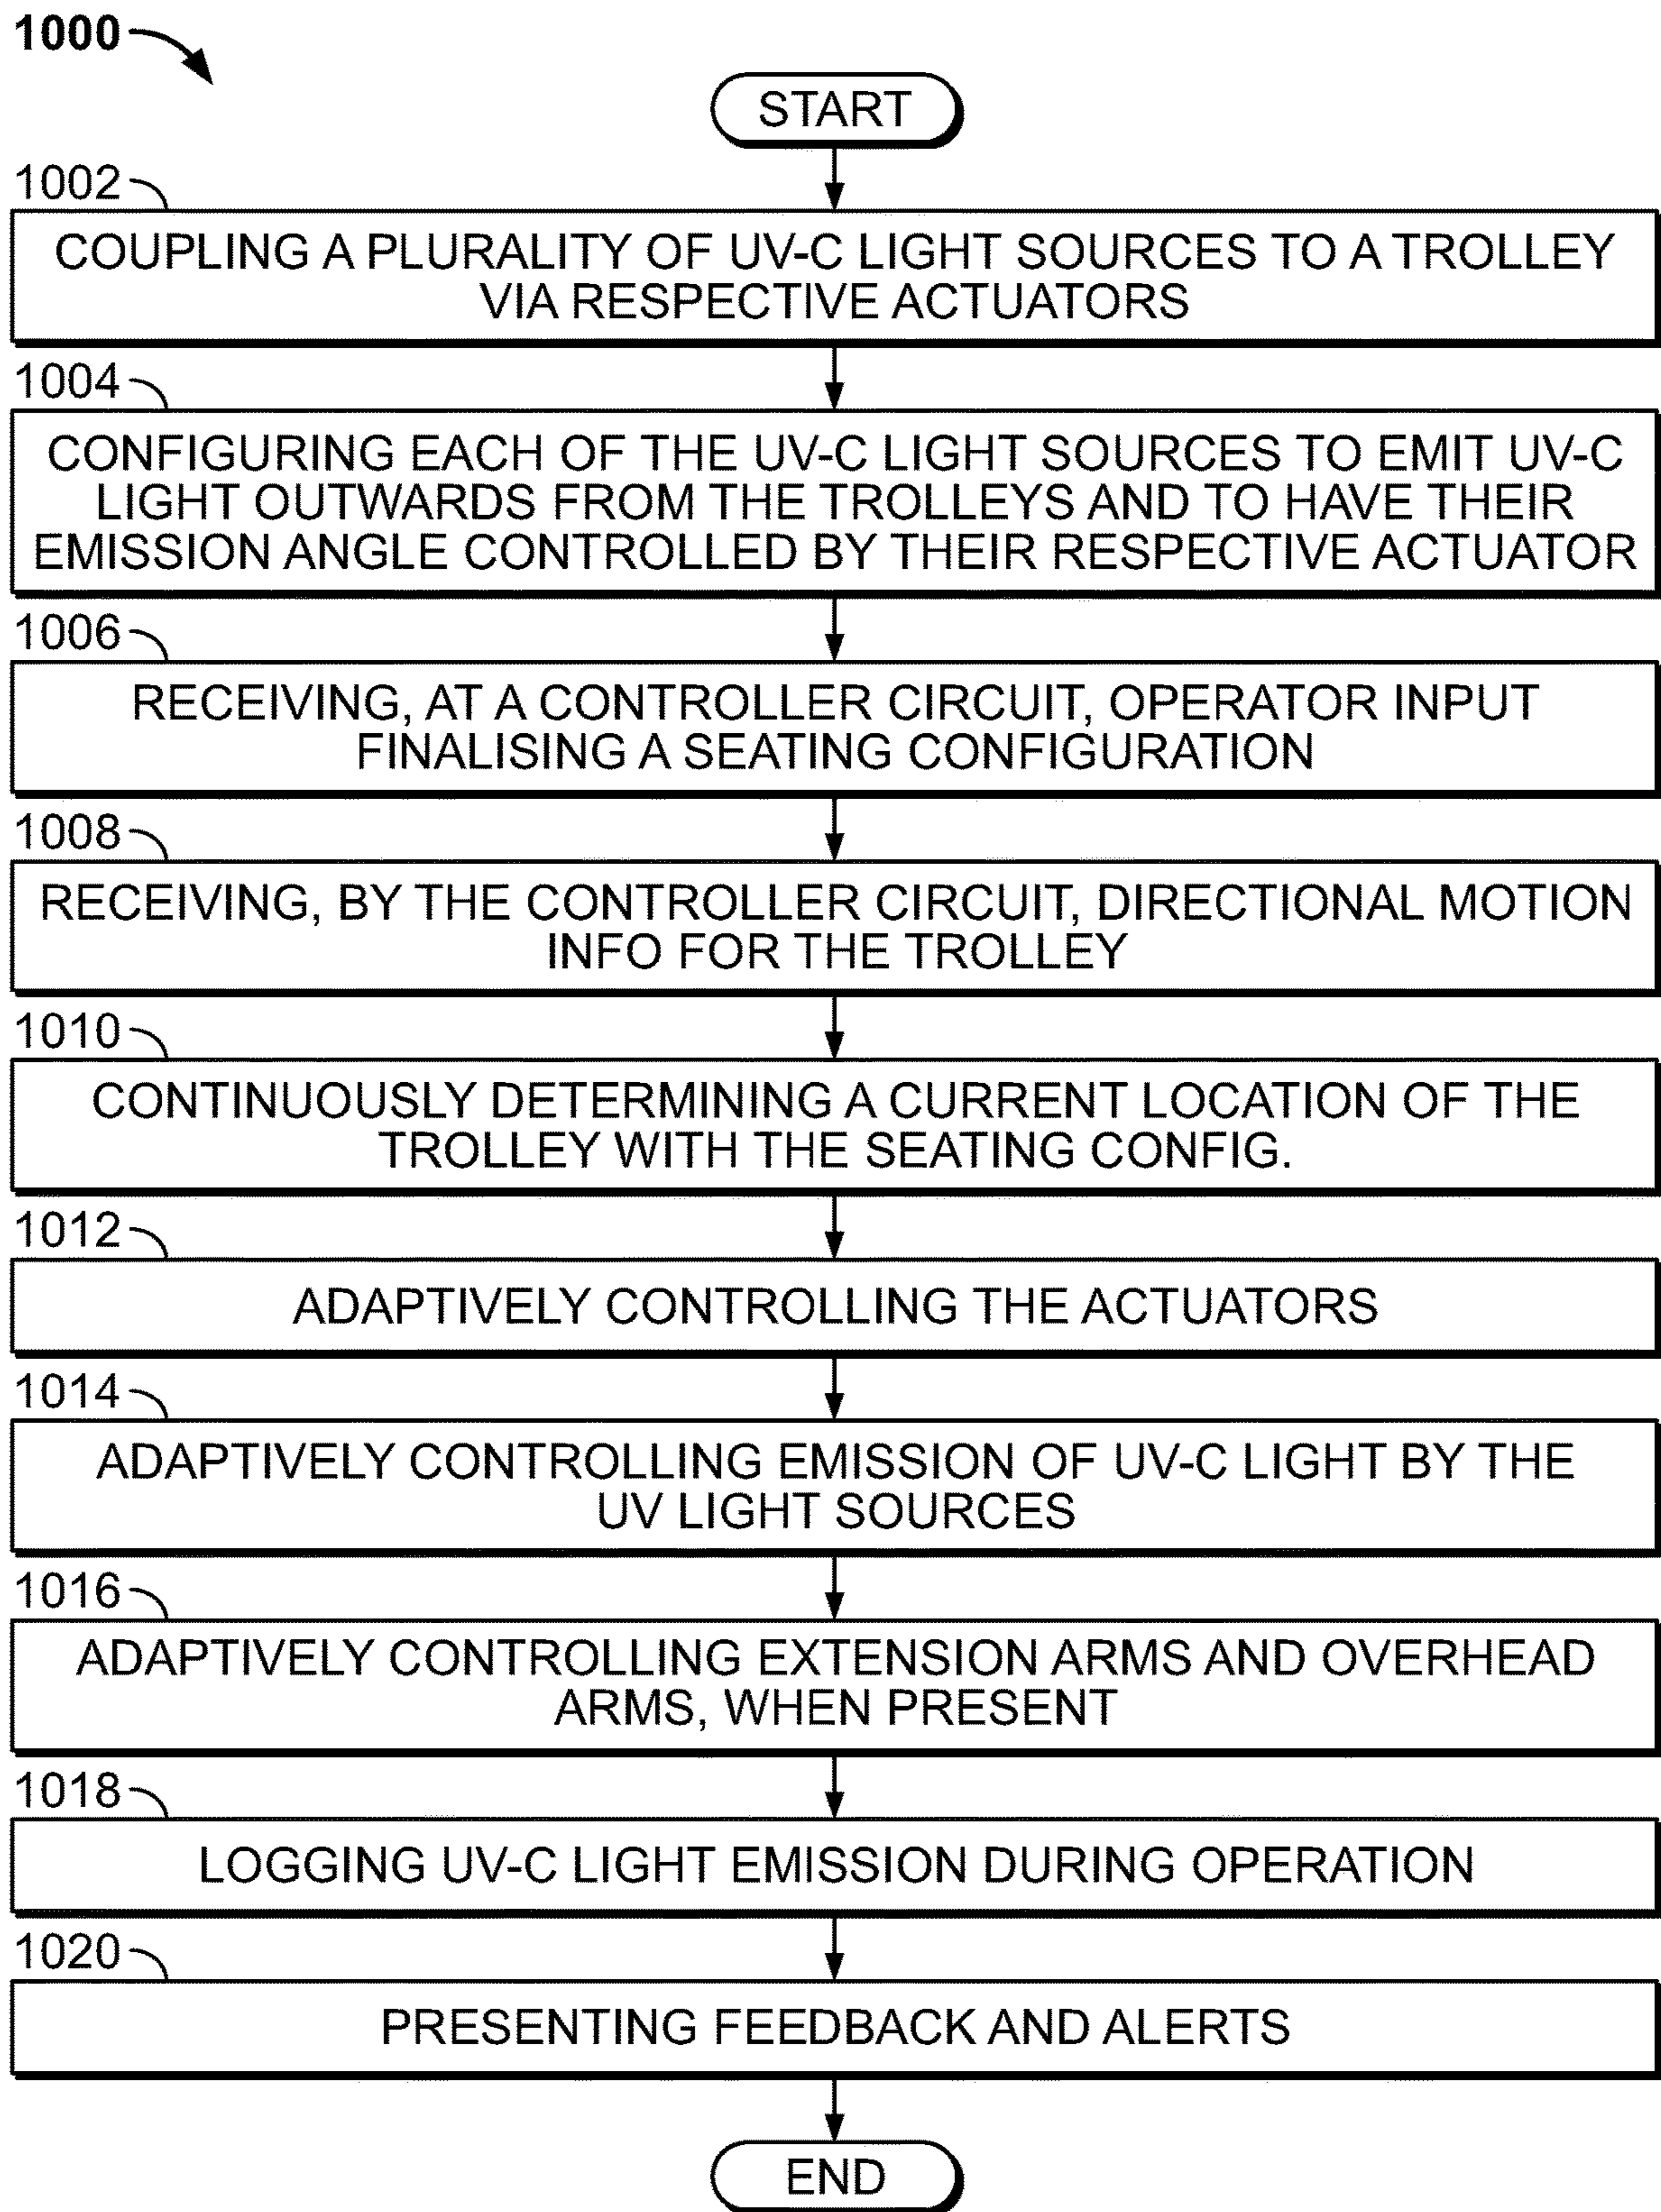 1000
START
1002
COUPLING A PLURALITY OF UV-C LIGHT SOURCES TO A TROLLEY
VIA RESPECTIVE ACTUATORS
1004
CONFIGURING EACH OF THE UV-C LIGHT SOURCES TO EMIT UV-C
LIGHT OUTWARDS FROM THE TROLLEYS AND TO HAVE THEIR
EMISSION ANGLE CONTROLLED BY THEIR RESPECTIVE ACTUATOR
1006
RECEIVING, AT A CONTROLLER CIRCUIT, OPERATOR INPUT
FINALISING A SEATING CONFIGURATION
1008
RECEIVING, BY THE CONTROLLER CIRCUIT, DIRECTIONAL MOTION
INFO FOR THE TROLLEY
1010
CONTINUOUSLY DETERMINING A CURRENT LOCATION OF THE
TROLLEY WITH THE SEATING CONFIG.
1012
ADAPTIVELY CONTROLLING THE ACTUATORS
1014
ADAPTIVELY CONTROLLING EMISSION OF UV-C LIGHT BY THE
UV LIGHT SOURCES
1016
ADAPTIVELY CONTROLLING EXTENSION ARMS AND OVERHEAD
ARMS, WHEN PRESENT
1018
LOGGING UV-C LIGHT EMISSION DURING OPERATION
1020
PRESENTING FEEDBACK AND ALERTS
END